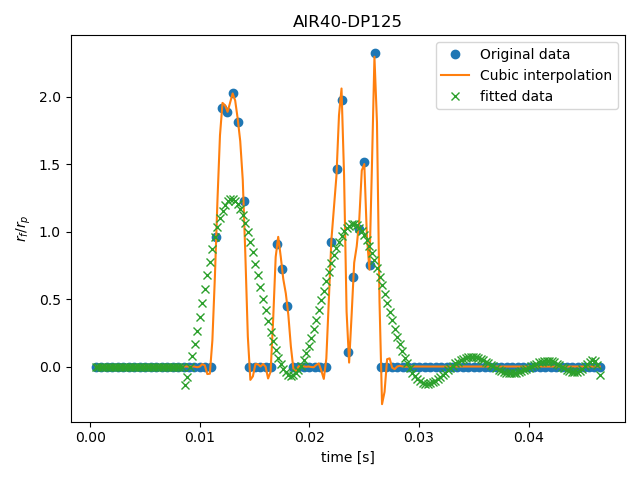 AIR40-DP125
Original data
Cubic interpolation
fitted data
r_f/r_p
2.0
1.5
1.0
0.5
0.0
0.00 0.01 0.02 0.03 0.04
time [s]